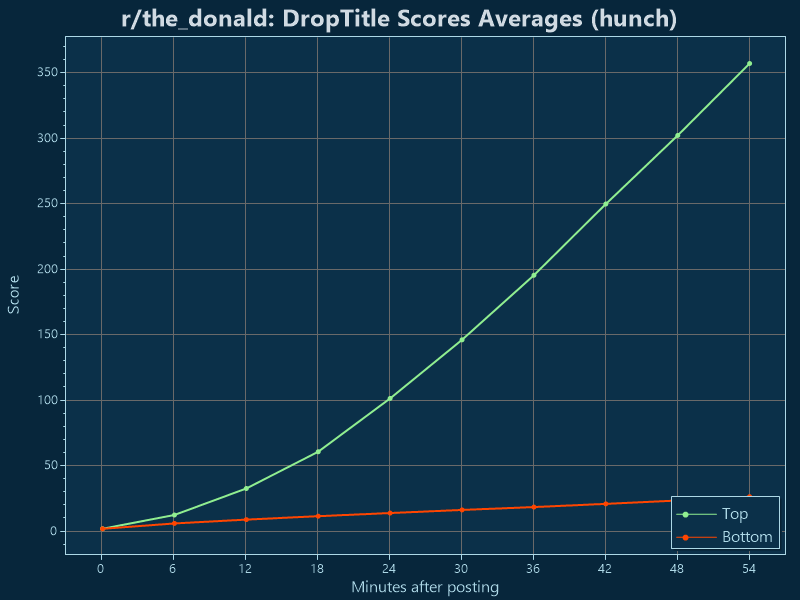 r/the_donald: DropTitle Scores Averages (hunch)
350
300
250
200
150
100
50
0
Score
0 6 12 18 24 30 36 42 48 54
Minutes after posting
Top
Bottom